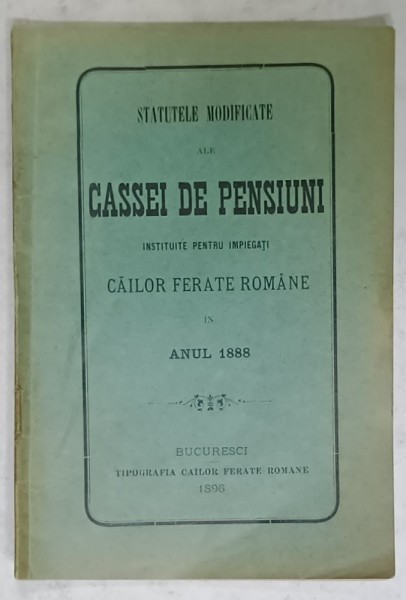 STATUTELE MODIFICATE
ALE
CASSEI DE PENSIUNI
INSTITUITE PENTRU IMPIEGAȚI
CĂILOR FERATE ROMÂNE
IN
ANUL 1888
BUCURESCI
TIPOGRAFIA CAILOR FERATE ROMANE
1896